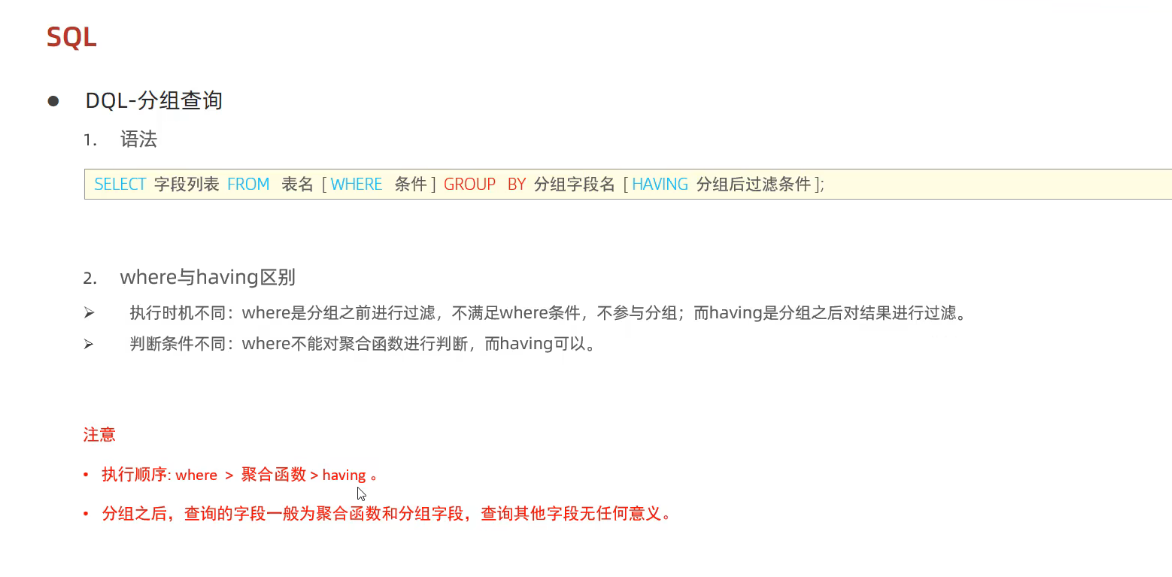 SQL
DQL-分组查询
1. 语法
SELECT 字段列表 FROM 表名 [ WHERE 条件 ] GROUP BY 分组字段名 [ HAVING 分组后过滤条件 ];
2. where与having区别
执行时机不同：where是分组之前进行过滤，不满足where条件，不参与分组；而having是分组之后对结果进行过滤。
判断条件不同：where不能对聚合函数进行判断，而having可以。
注意
• 执行顺序: where > 聚合函数 > having 。
• 分组之后，查询的字段一般为聚合函数和分组字段，查询其他字段无任何意义。